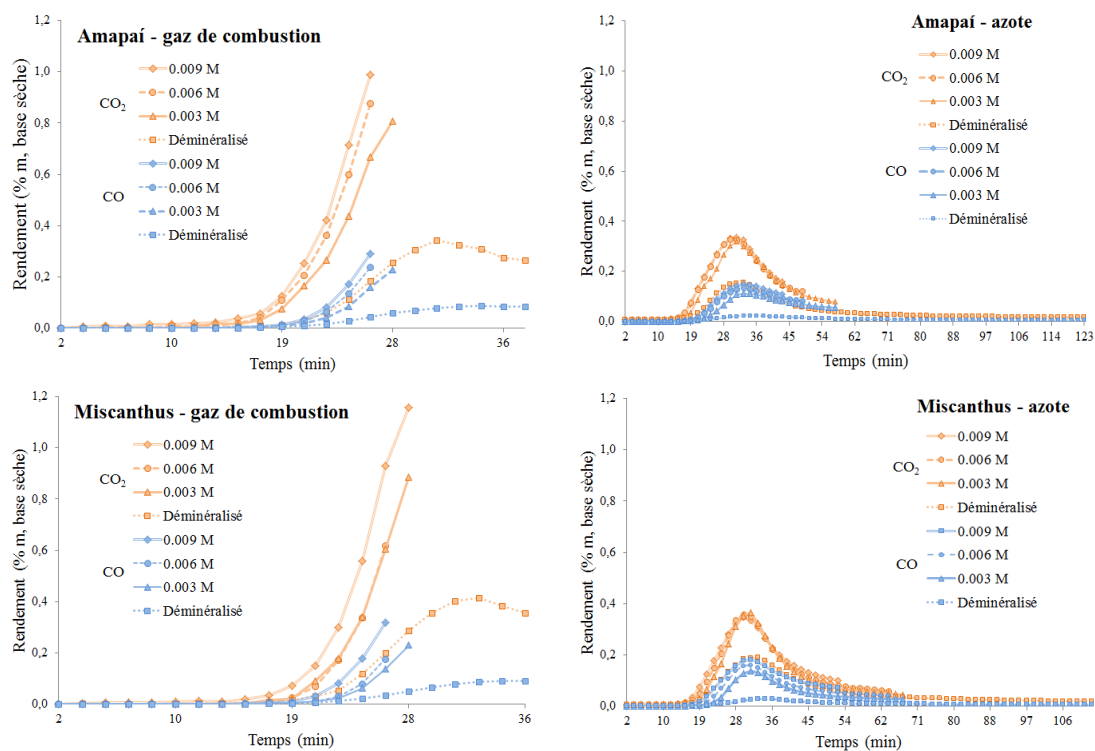 Amapaí - gaz de combustion
Rendement (% m, base sèche)
1,2
1,0
0,8
0,6
0,4
0,2
0,0
CO₂
0.009 M
0.006 M
0.003 M
Déminéralisé
CO
0.009 M
0.006 M
0.003 M
Déminéralisé
2 10 19 28 36
Temps (min)
Amapaí - azote
Rendement (% m, base sèche)
1,2
1,0
0,8
0,6
0,4
0,2
0,0
CO₂
0.009 M
0.006 M
0.003 M
Déminéralisé
CO
0.009 M
0.006 M
0.003 M
Déminéralisé
2 10 19 28 36 45 54 62 71 80 88 97 106 114 123
Temps (min)
Miscanthus - gaz de combustion
Rendement (% m, base sèche)
1,2
1,0
0,8
0,6
0,4
0,2
0,0
CO₂
0.009 M
0.006 M
0.003 M
Déminéralisé
CO
0.009 M
0.006 M
0.003 M
Déminéralisé
2 10 19 28 36
Temps (min)
Miscanthus - azote
Rendement (% m, base sèche)
1,2
1,0
0,8
0,6
0,4
0,2
0,0
CO₂
0.009 M
0.006 M
0.003 M
Déminéralisé
CO
0.009 M
0.006 M
0.003 M
Déminéralisé
2 10 19 28 36 45 54 62 71 80 88 97 106
Temps (min)